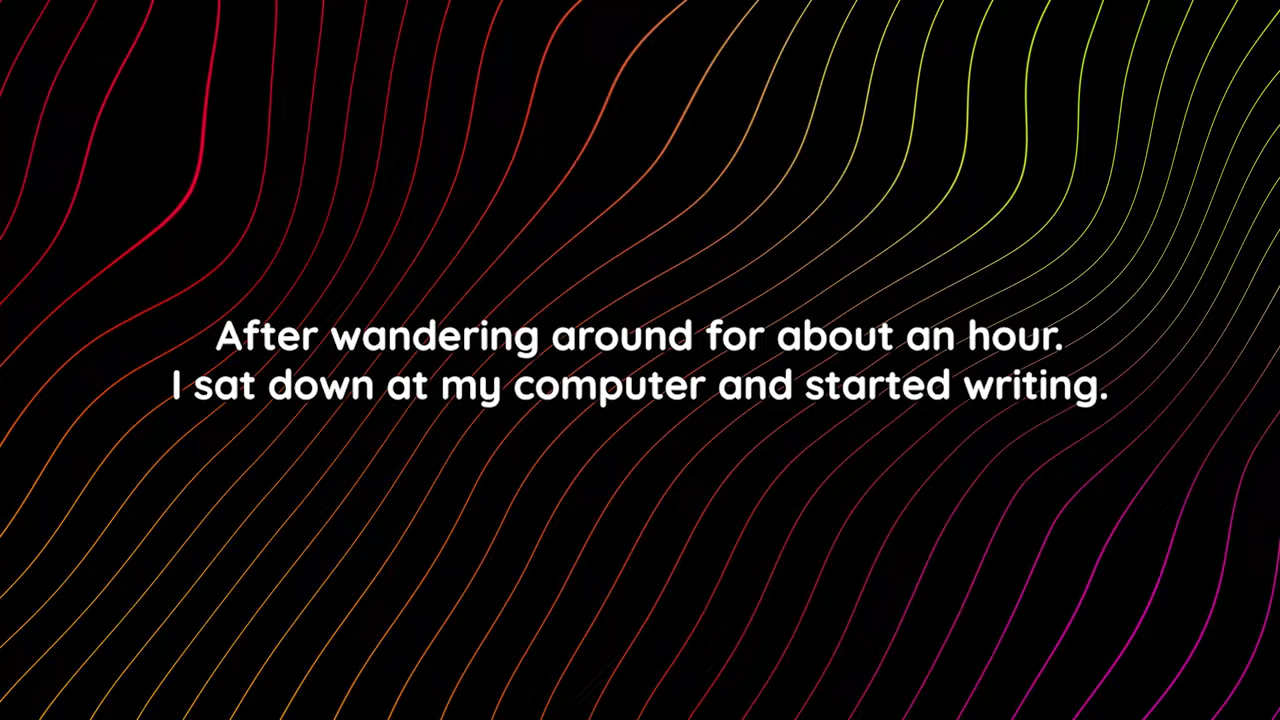 After wandering around for about an hour.
I sat down at my computer and started writing.